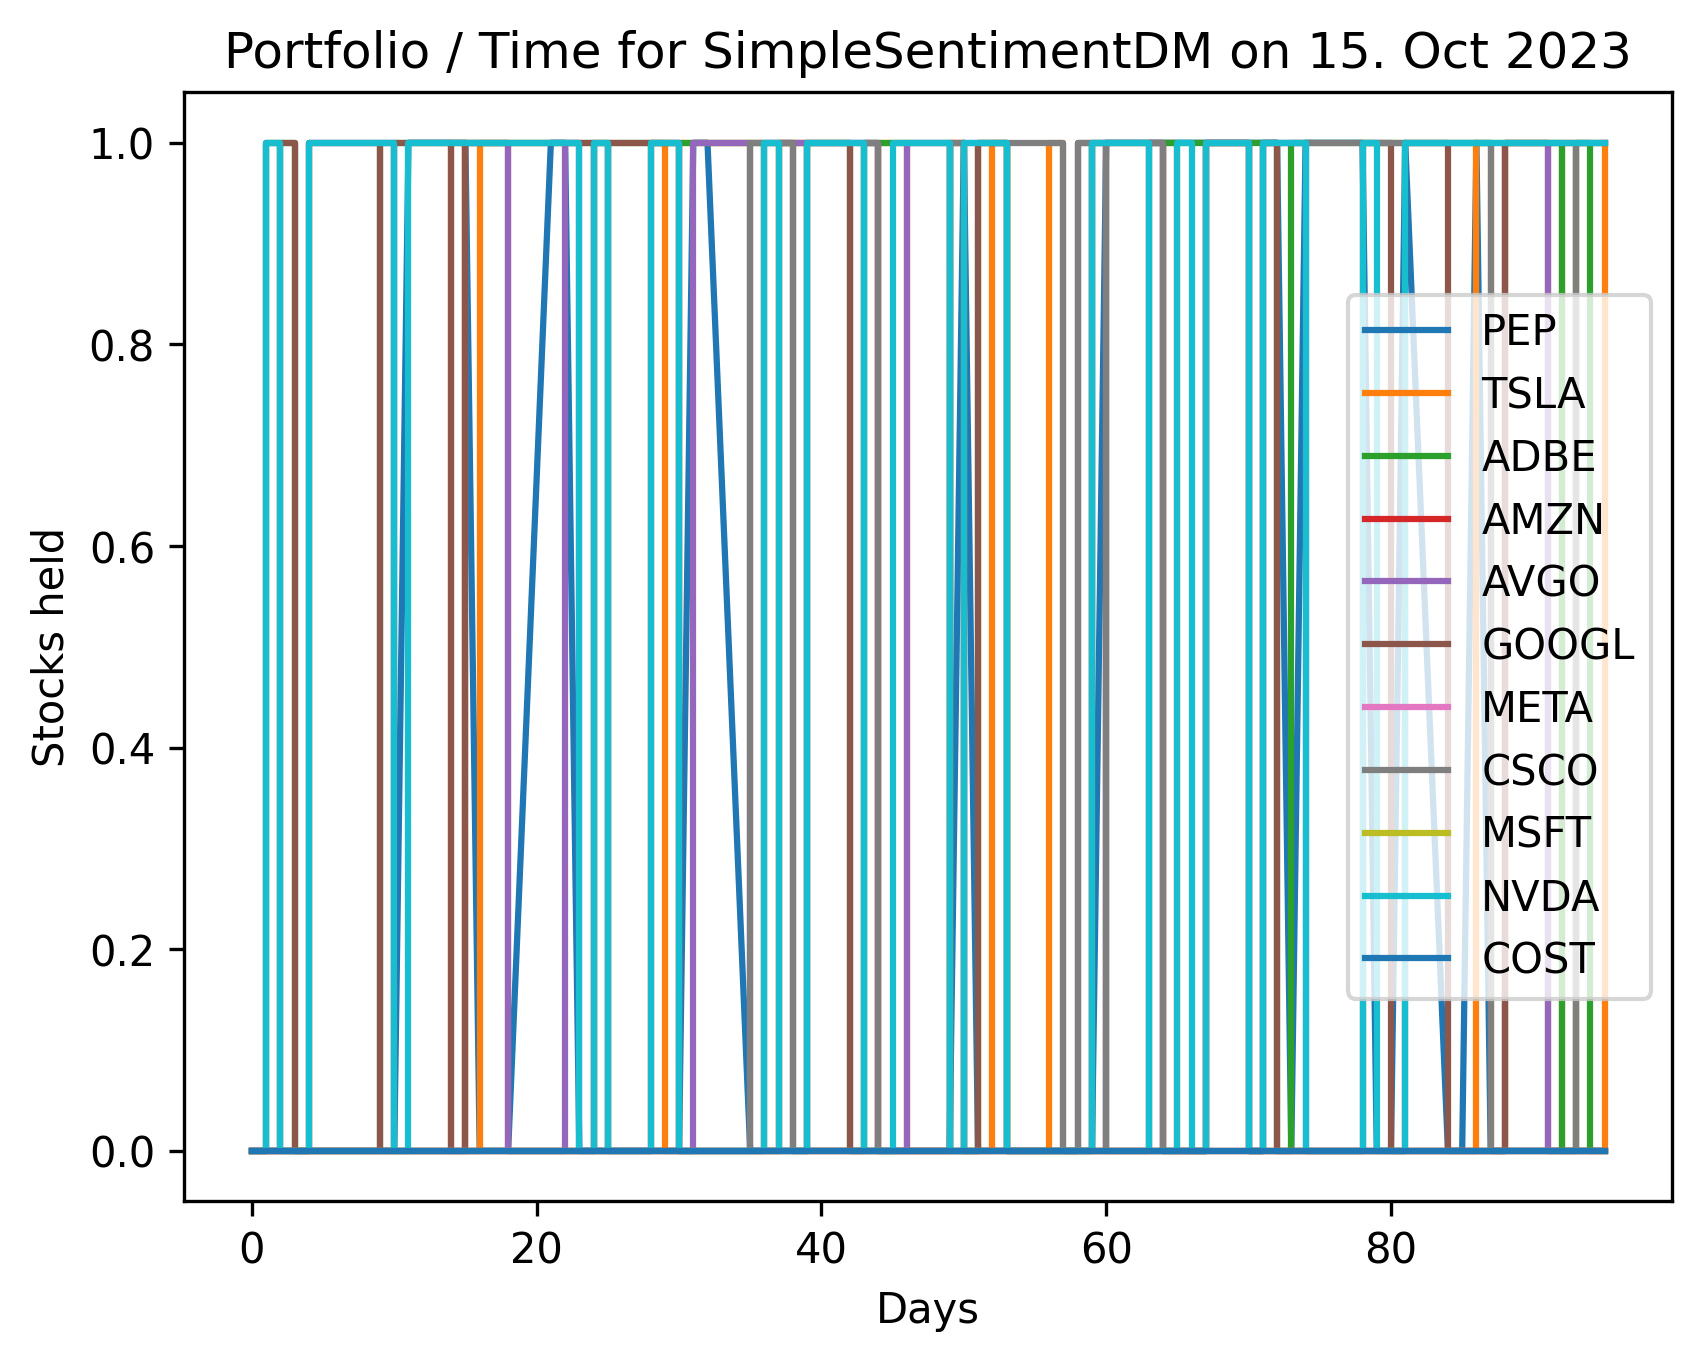 Portfolio / Time for SimpleSentimentDM on 15. Oct 2023
1.0
0.8
0.6
0.4
0.2
0.0
Stocks held
PEP
TSLA
ADBE
AMZN
AVGO
GOOGL
META
CSCO
MSFT
NVDA
COST
0 20 40 60 80
Days